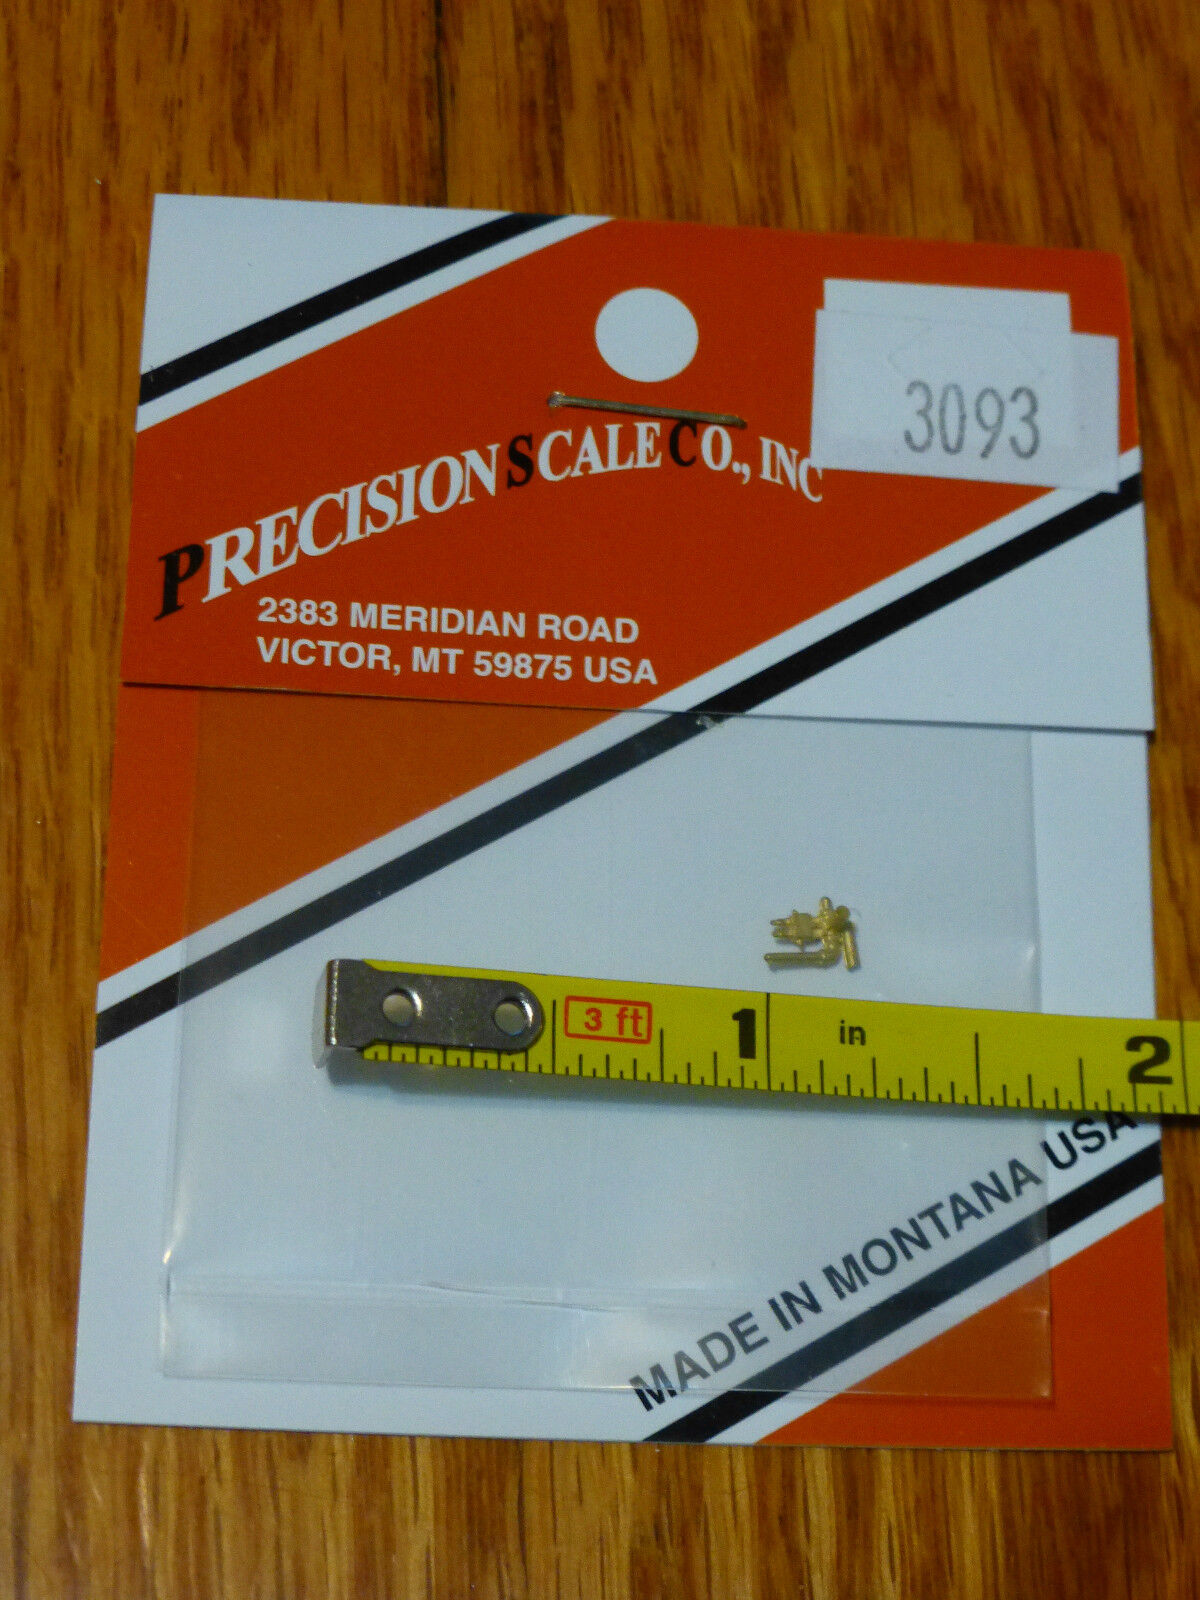 3093
PRECISION SCALE CO., INC
2383 MERIDIAN ROAD
VICTOR, MT 59875 USA
3 ft 1 in 2
MADE IN MONTANA USA